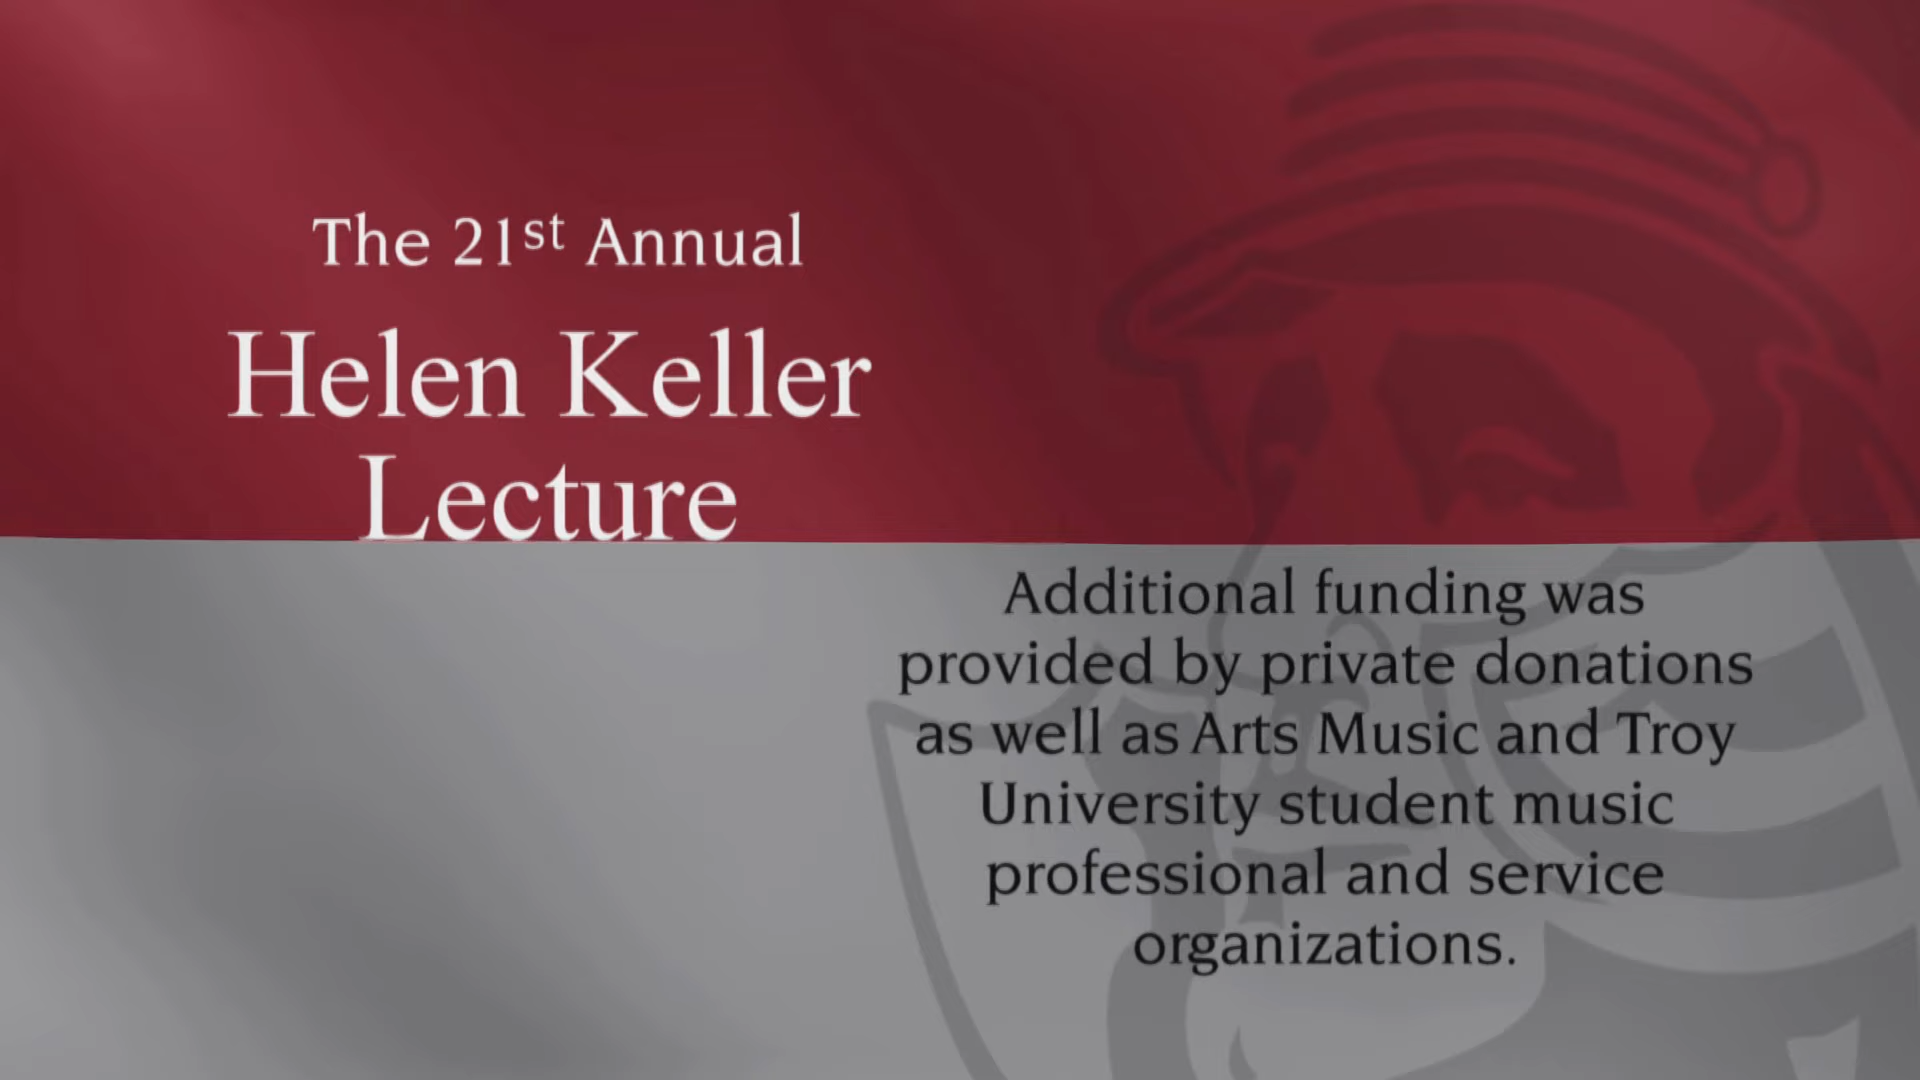 The 21st Annual
Helen Keller
Lecture
Additional funding was
provided by private donations
as well as Arts Music and Troy
University student music
professional and service
organizations.